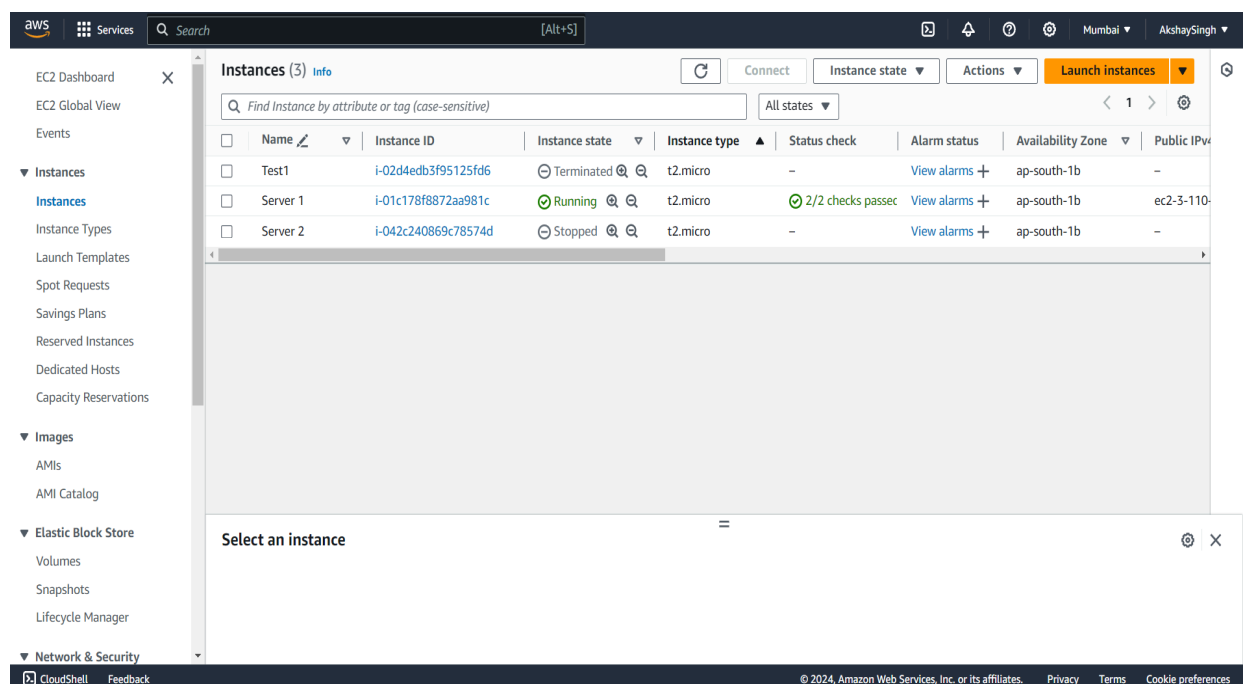 aws Services Search [Alt+S] Mumbai ▼ AkshaySingh ▼
EC2 Dashboard
EC2 Global View
Events
▼ Instances
Instances
Instance Types
Launch Templates
Spot Requests
Savings Plans
Reserved Instances
Dedicated Hosts
Capacity Reservations
▼ Images
AMIs
AMI Catalog
▼ Elastic Block Store
Volumes
Snapshots
Lifecycle Manager
▼ Network & Security
Instances (3) Info Connect Instance state ▼ Actions ▼ Launch instances ▼
Find Instance by attribute or tag (case-sensitive) All states ▼ 1
Name Instance ID Instance state Instance type ▲ Status check Alarm status Availability Zone Public IPv4
Test1 i-02d4edb3f95125fd6 Terminated t2.micro – View alarms + ap-south-1b –
Server 1 i-01c178f8872aa981c Running t2.micro 2/2 checks passec View alarms + ap-south-1b ec2-3-110-
Server 2 i-042c240869c78574d Stopped t2.micro – View alarms + ap-south-1b –
Select an instance
CloudShell Feedback © 2024, Amazon Web Services, Inc. or its affiliates. Privacy Terms Cookie preferences